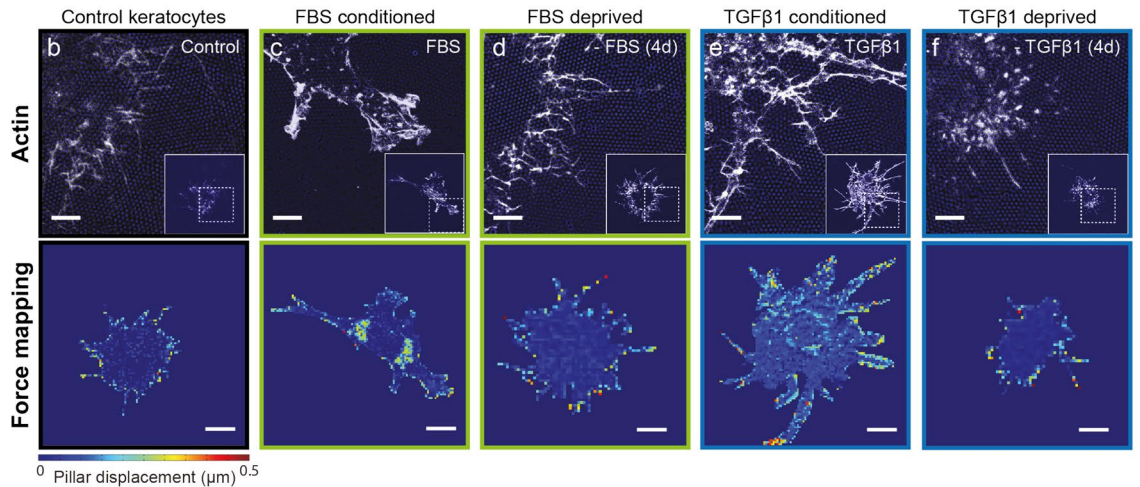 Control keratocytes
FBS conditioned
FBS deprived
TGFβ1 conditioned
TGFβ1 deprived
Actin
b
Control
c
FBS
d
- FBS (4d)
e
TGFβ1
f
- TGFβ1 (4d)
Force mapping
0
0.5
Pillar displacement (μm)